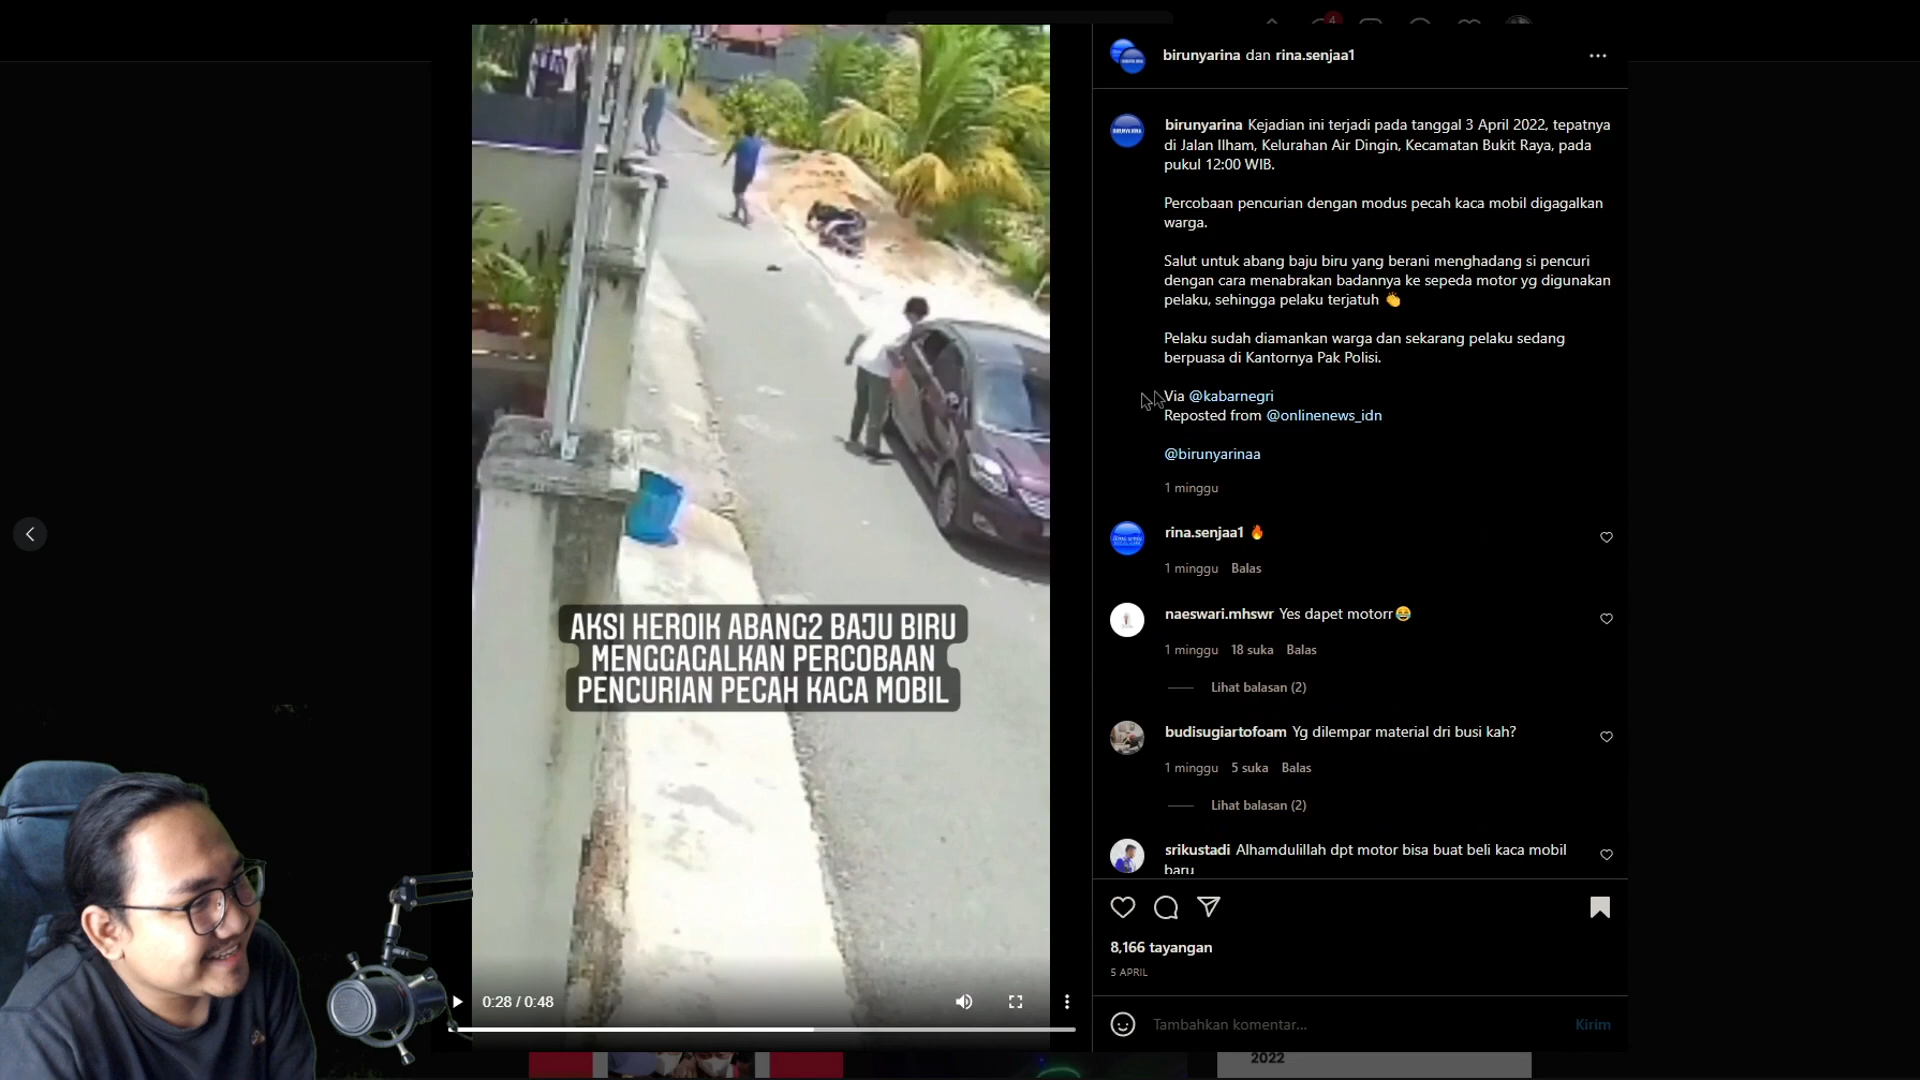 4
birunyarina dan rina.senjaa1
birunyarina Kejadian ini terjadi pada tanggal 3 April 2022, tepatnya
di Jalan Ilham, Kelurahan Air Dingin, Kecamatan Bukit Raya, pada
pukul 12:00 WIB.
Percobaan pencurian dengan modus pecah kaca mobil digagalkan
warga.
Salut untuk abang baju biru yang berani menghadang si pencuri
dengan cara menabrakan badannya ke sepeda motor yg digunakan
pelaku, sehingga pelaku terjatuh 👏
Pelaku sudah diamankan warga dan sekarang pelaku sedang
berpuasa di Kantornya Pak Polisi.
Via @kabarnegri
Reposted from @onlinenews_idn
@birunyarinaa
1 minggu
rina.senjaa1 🔥
1 minggu Balas
naeswari.mhswr Yes dapet motorr😂
1 minggu 18 suka Balas
Lihat balasan (2)
budisugiartofoam Yg dilempar material dri busi kah?
1 minggu 5 suka Balas
Lihat balasan (2)
srikustadi Alhamdulillah dpt motor bisa buat beli kaca mobil
baru
8,166 tayangan
5 APRIL
Tambahkan komentar...
Kirim
AKSI HEROIK ABANG2 BAJU BIRU
MENGGAGALKAN PERCOBAAN
PENCURIAN PECAH KACA MOBIL
0:28 / 0:48
2022